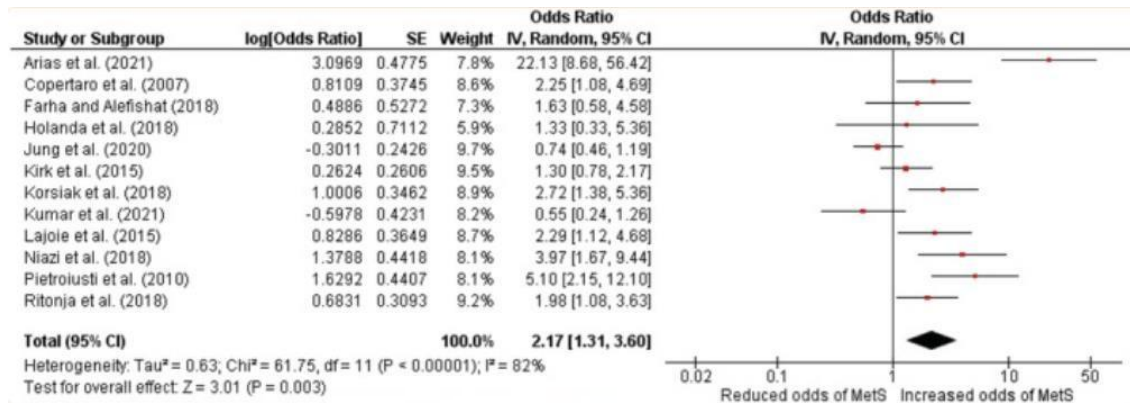 Odds Ratio Odds Ratio
Study or Subgroup log[Odds Ratio] SE Weight IV, Random, 95% CI IV, Random, 95% CI
Arias et al. (2021) 3.0969 0.4775 7.8% 22.13 [8.68, 56.42]
Copertaro et al. (2007) 0.8109 0.3745 8.6% 2.25 [1.08, 4.69]
Farha and Alefishat (2018) 0.4886 0.5272 7.3% 1.63 [0.58, 4.58]
Holanda et al. (2018) 0.2852 0.7112 5.9% 1.33 [0.33, 5.36]
Jung et al. (2020) -0.3011 0.2426 9.7% 0.74 [0.46, 1.19]
Kirk et al. (2015) 0.2624 0.2606 9.5% 1.30 [0.78, 2.17]
Korsiak et al. (2018) 1.0006 0.3462 8.9% 2.72 [1.38, 5.36]
Kumar et al. (2021) -0.5978 0.4231 8.2% 0.55 [0.24, 1.26]
Lajoie et al. (2015) 0.8286 0.3649 8.7% 2.29 [1.12, 4.68]
Niazi et al. (2018) 1.3788 0.4418 8.1% 3.97 [1.67, 9.44]
Pietroiusti et al. (2010) 1.6292 0.4407 8.1% 5.10 [2.15, 12.10]
Ritonja et al. (2018) 0.6831 0.3093 9.2% 1.98 [1.08, 3.63]
Total (95% CI) 100.0% 2.17 [1.31, 3.60]
Heterogeneity: Tau² = 0.63; Chi² = 61.75, df = 11 (P < 0.00001); I² = 82%
Test for overall effect: Z = 3.01 (P = 0.003)
0.02 0.1 1 10 50
Reduced odds of MetS Increased odds of MetS